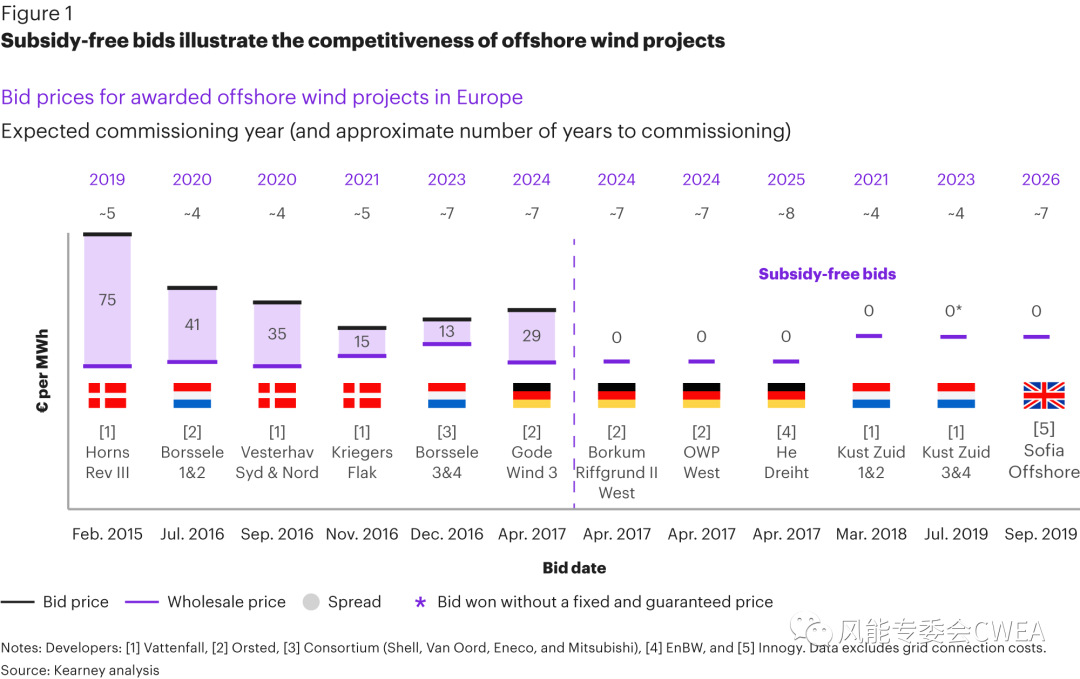 Figure 1
Subsidy-free bids illustrate the competitiveness of offshore wind projects
Bid prices for awarded offshore wind projects in Europe
Expected commissioning year (and approximate number of years to commissioning)
2019 2020 2020 2021 2023 2024 2024 2024 2025 2021 2023 2026
~5 ~4 ~4 ~5 ~7 ~7 ~7 ~7 ~8 ~4 ~4 ~7
Subsidy-free bids
75 41 35 15 13 29 0 0 0 0 0* 0
€ per MWh
[1] [2] [1] [1] [3] [2] [2] [2] [4] [1] [1] [5]
Horns Borssele Vesterhav Kriegers Borssele Gode Borkum OWP He Kust Zuid Kust Zuid Sofia
Rev III 1&2 Syd & Nord Flak 3&4 Wind 3 Riffgrund II West Dreiht 1&2 3&4 Offshore
West
Feb. 2015 Jul. 2016 Sep. 2016 Nov. 2016 Dec. 2016 Apr. 2017 Apr. 2017 Apr. 2017 Apr. 2017 Mar. 2018 Jul. 2019 Sep. 2019
Bid date
Bid price Wholesale price Spread * Bid won without a fixed and guaranteed price
风能专委会CWEA
Notes: Developers: [1] Vattenfall, [2] Orsted, [3] Consortium (Shell, Van Oord, Eneco, and Mitsubishi), [4] EnBW, and [5] Innogy. Data excludes grid connection costs.
Source: Kearney analysis